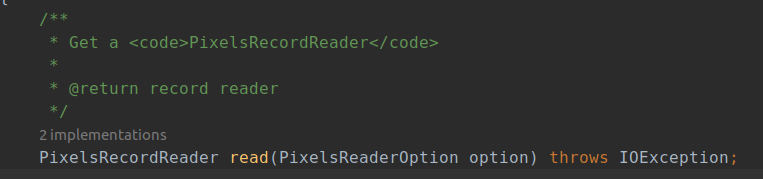 /**
* Get a <code>PixelsRecordReader</code>
*
* @return record reader
*/
2 implementations
PixelsRecordReader read(PixelsReaderOption option) throws IOException;